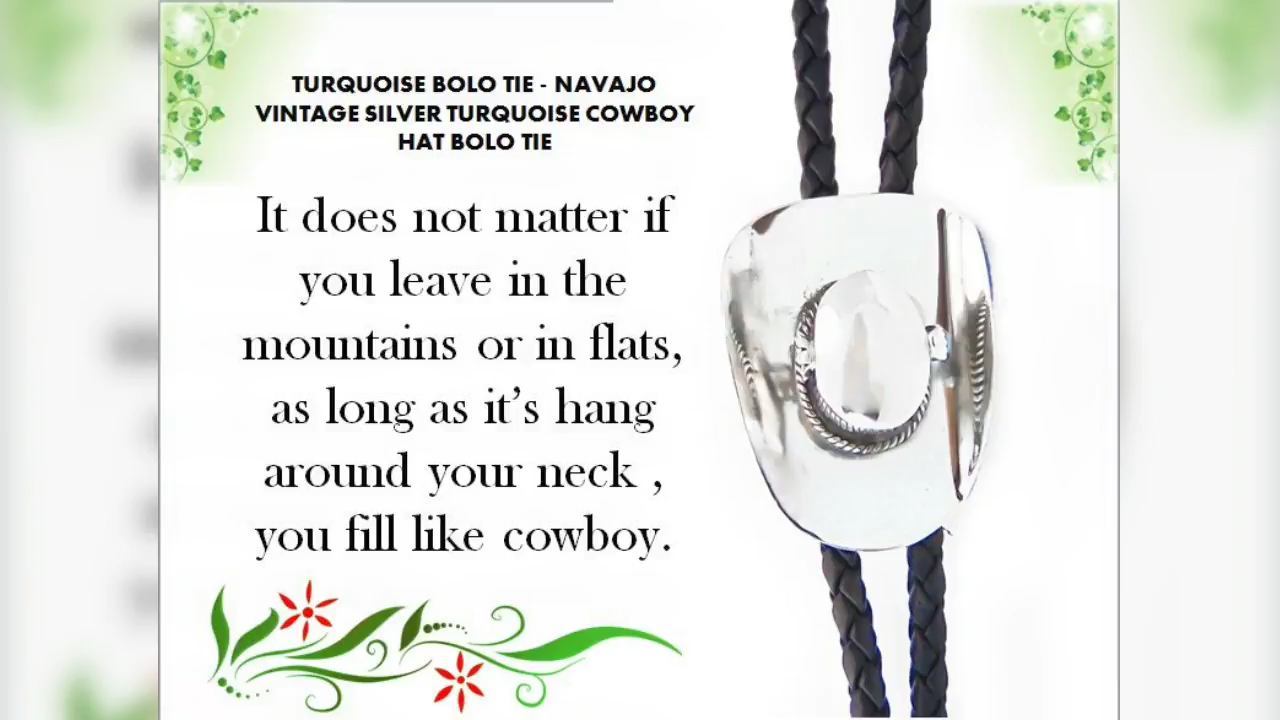 TURQUOISE BOLO TIE - NAVAJO
VINTAGE SILVER TURQUOISE COWBOY
HAT BOLO TIE
It does not matter if
you leave in the
mountains or in flats,
as long as it’s hang
around your neck ,
you fill like cowboy.